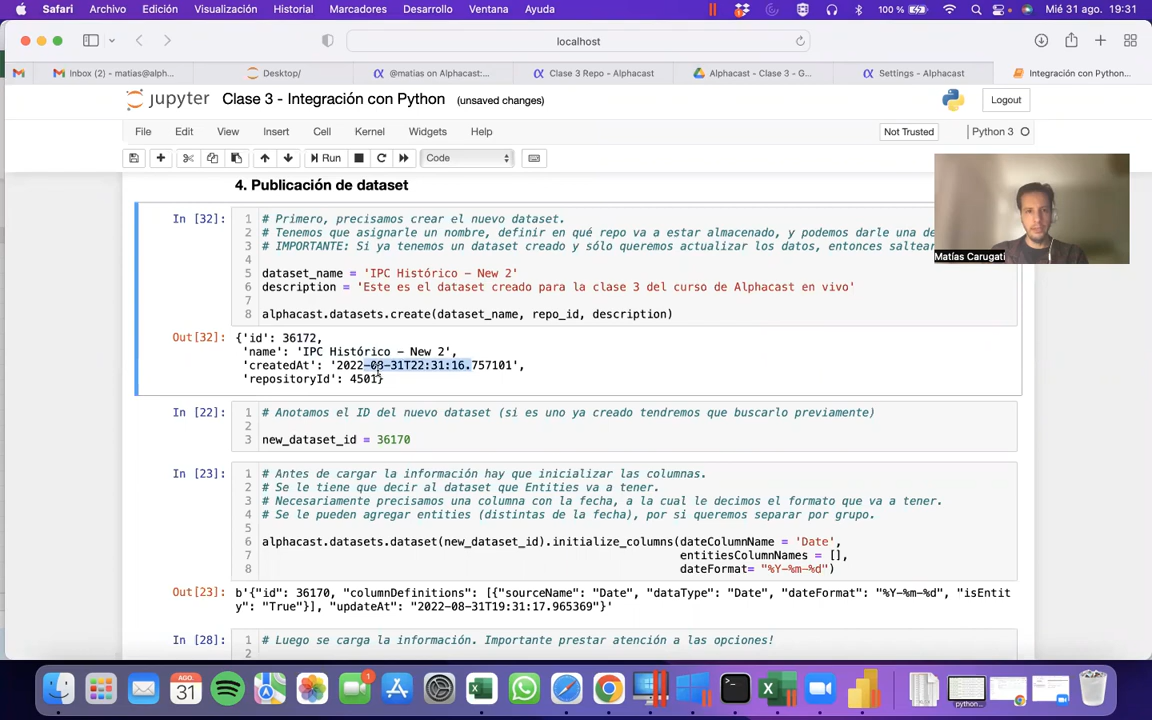 Safari Archivo Edición Visualización Historial Marcadores Desarrollo Ventana Ayuda 100 % Mié 31 ago. 19:31
localhost
Inbox (2) - matias@alph... Desktop/ @matias on Alphacast:... Clase 3 Repo - Alphacast Alphacast - Clase 3 - G... Settings - Alphacast Integración con Python...
jupyter Clase 3 - Integración con Python (unsaved changes) Logout
File Edit View Insert Cell Kernel Widgets Help Not Trusted Python 3
Run Code
4. Publicación de dataset
In [32]: 1 # Primero, precisamos crear el nuevo dataset.
2 # Tenemos que asignarle un nombre, definir en qué repo va a estar almacenado, y podemos darle una de
3 # IMPORTANTE: Si ya tenemos un dataset creado y sólo queremos actualizar los datos, entonces saltear
4
5 dataset_name = 'IPC Histórico - New 2'
6 description = 'Este es el dataset creado para la clase 3 del curso de Alphacast en vivo'
7
8 alphacast.datasets.create(dataset_name, repo_id, description)
Matías Carugati
Out[32]: {'id': 36172,
'name': 'IPC Histórico - New 2',
'createdAt': '2022-08-31T22:31:16.757101',
'repositoryId': 4501}
In [22]: 1 # Anotamos el ID del nuevo dataset (si es uno ya creado tendremos que buscarlo previamente)
2
3 new_dataset_id = 36170
In [23]: 1 # Antes de cargar la información hay que inicializar las columnas.
2 # Se le tiene que decir al dataset que Entities va a tener.
3 # Necesariamente precisamos una columna con la fecha, a la cual le decimos el formato que va a tener.
4 # Se le pueden agregar entities (distintas de la fecha), por si queremos separar por grupo.
5
6 alphacast.datasets.dataset(new_dataset_id).initialize_columns(dateColumnName = 'Date',
7 entitiesColumnNames = [],
8 dateFormat= "%Y-%m-%d")
Out[23]: b'{"id": 36170, "columnDefinitions": [{"sourceName": "Date", "dataType": "Date", "dateFormat": "%Y-%m-%d", "isEntit
y": "True"}], "updateAt": "2022-08-31T19:31:17.965369"}'
In [28]: 1 # Luego se carga la información. Importante prestar atención a las opciones!
2
AGO.
31
1